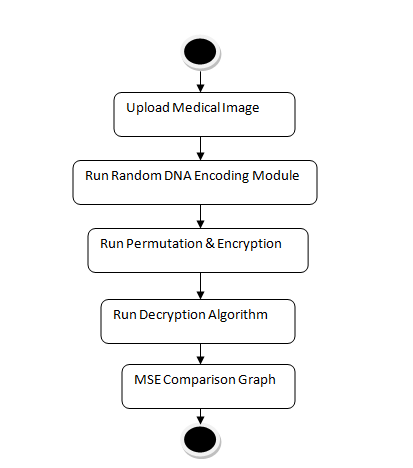 Upload Medical Image
Run Random DNA Encoding Module
Run Permutation & Encryption
Run Decryption Algorithm
MSE Comparison Graph